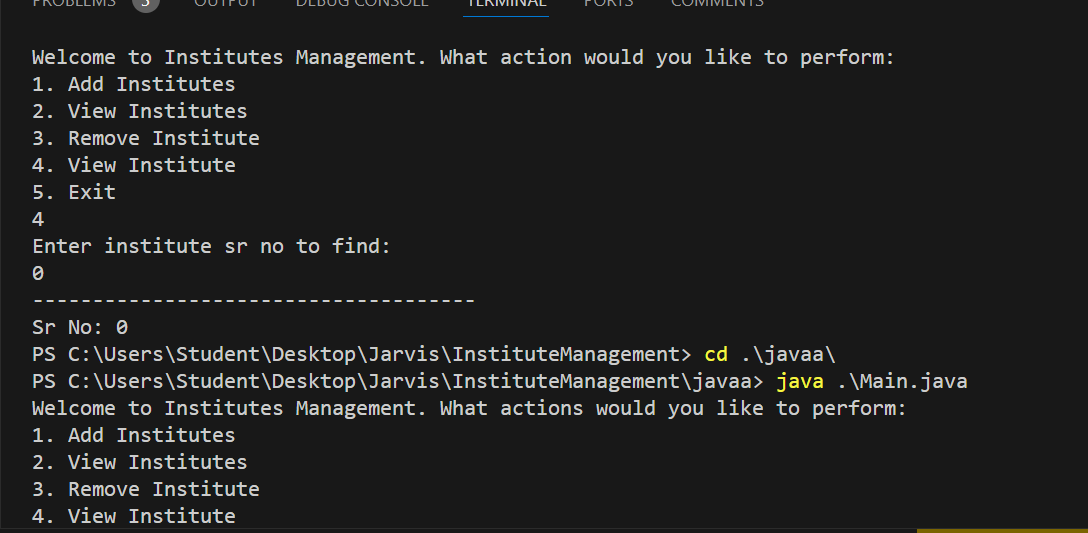 PROBLEMS 5 OUTPUT DEBUG CONSOLE TERMINAL PORTS COMMENTS
Welcome to Institutes Management. What action would you like to perform:
1. Add Institutes
2. View Institutes
3. Remove Institute
4. View Institute
5. Exit
4
Enter institute sr no to find:
0
-------------------------------------
Sr No: 0
PS C:\Users\Student\Desktop\Jarvis\InstituteManagement> cd .\javaa\
PS C:\Users\Student\Desktop\Jarvis\InstituteManagement\javaa> java .\Main.java
Welcome to Institutes Management. What actions would you like to perform:
1. Add Institutes
2. View Institutes
3. Remove Institute
4. View Institute